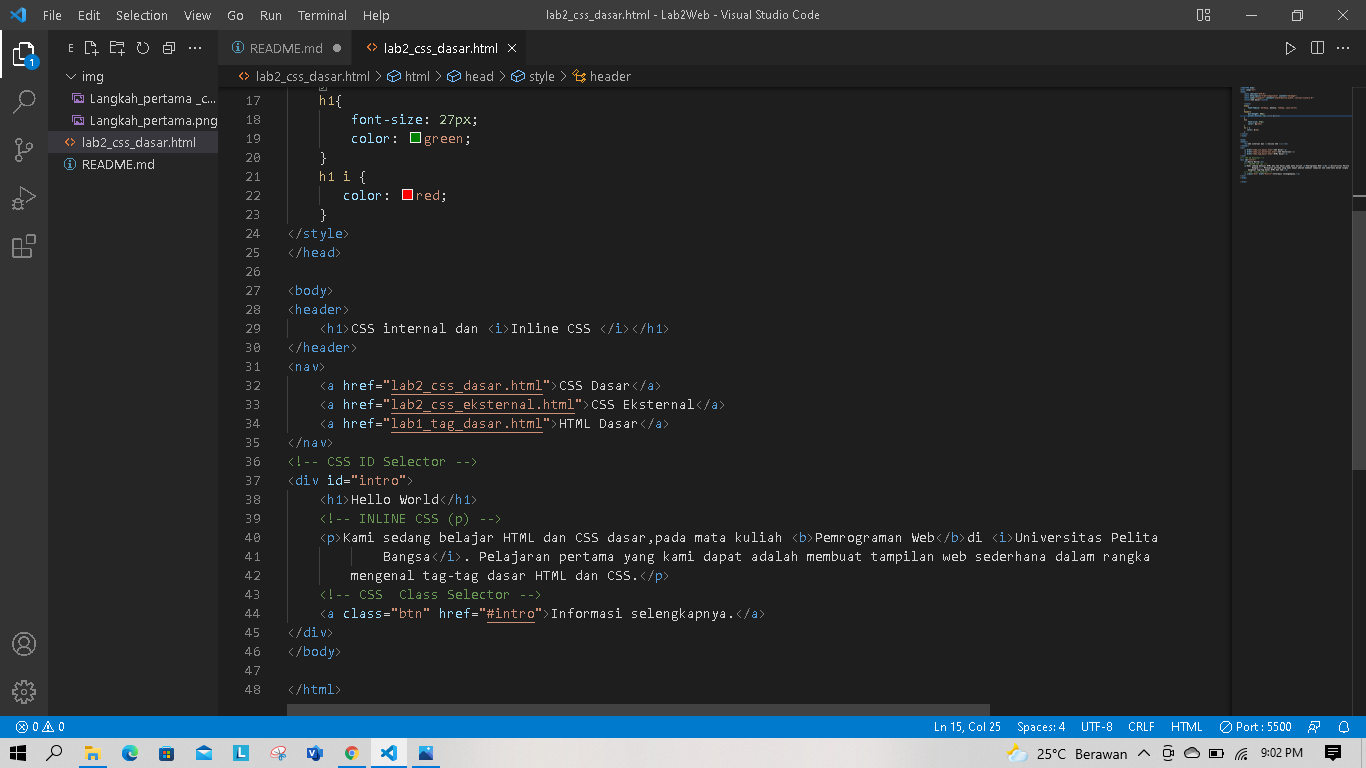 File Edit Selection View Go Run Terminal Help lab2_css_dasar.html - Lab2Web - Visual Studio Code
E README.md lab2_css_dasar.html
img
Langkah_pertama _c...
Langkah_pertama.png
lab2_css_dasar.html
README.md
1
lab2_css_dasar.html > html > head > style > header
17 h1{
18 font-size: 27px;
19 color: green;
20 }
21 h1 i {
22 color: red;
23 }
24 </style>
25 </head>
26
27 <body>
28 <header>
29 <h1>CSS internal dan <i>Inline CSS </i></h1>
30 </header>
31 <nav>
32 <a href="lab2_css_dasar.html">CSS Dasar</a>
33 <a href="lab2_css_eksternal.html">CSS Eksternal</a>
34 <a href="lab1_tag_dasar.html">HTML Dasar</a>
35 </nav>
36 <!-- CSS ID Selector -->
37 <div id="intro">
38 <h1>Hello World</h1>
39 <!-- INLINE CSS (p) -->
40 <p>Kami sedang belajar HTML dan CSS dasar,pada mata kuliah <b>Pemrograman Web</b>di <i>Universitas Pelita
41 Bangsa</i>. Pelajaran pertama yang kami dapat adalah membuat tampilan web sederhana dalam rangka
42 mengenal tag-tag dasar HTML dan CSS.</p>
43 <!-- CSS  Class Selector -->
44 <a class="btn" href="#intro">Informasi selengkapnya.</a>
45 </div>
46 </body>
47
48 </html>
0 0 Ln 15, Col 25 Spaces: 4 UTF-8 CRLF HTML Port : 5500
L 25°C Berawan 9:02 PM